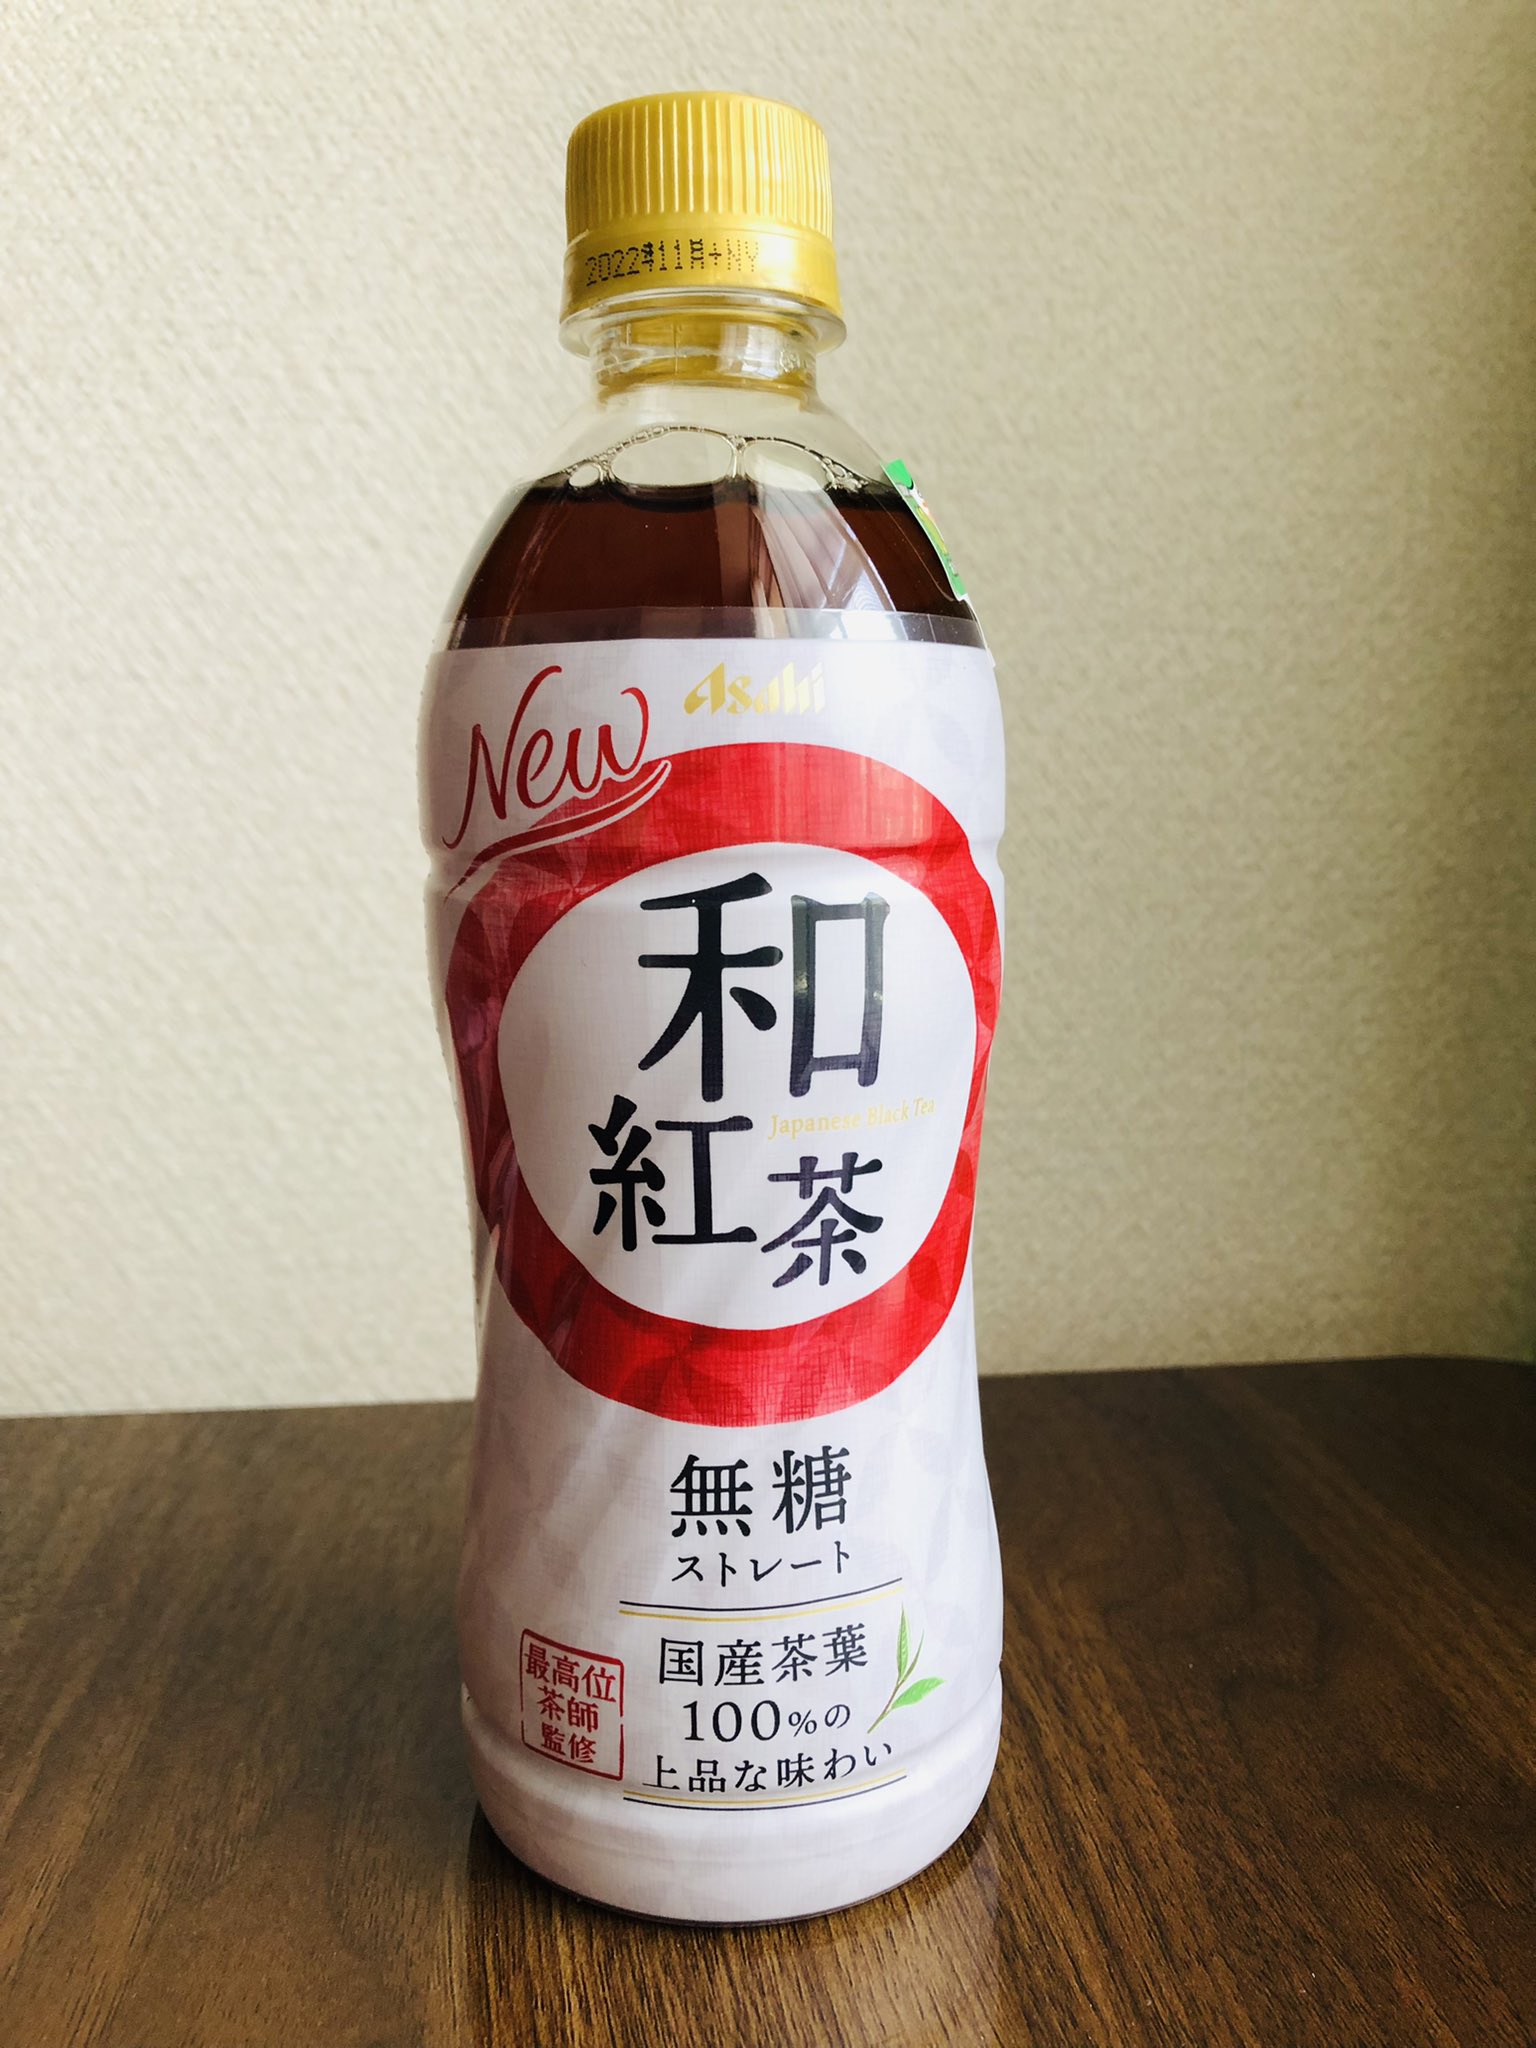 2022年11月+NY
New
Asahi
和
紅茶
Japanese Black Tea
無糖
ストレート
国産茶葉
100%の
上品な味わい
最高位
茶師
監修